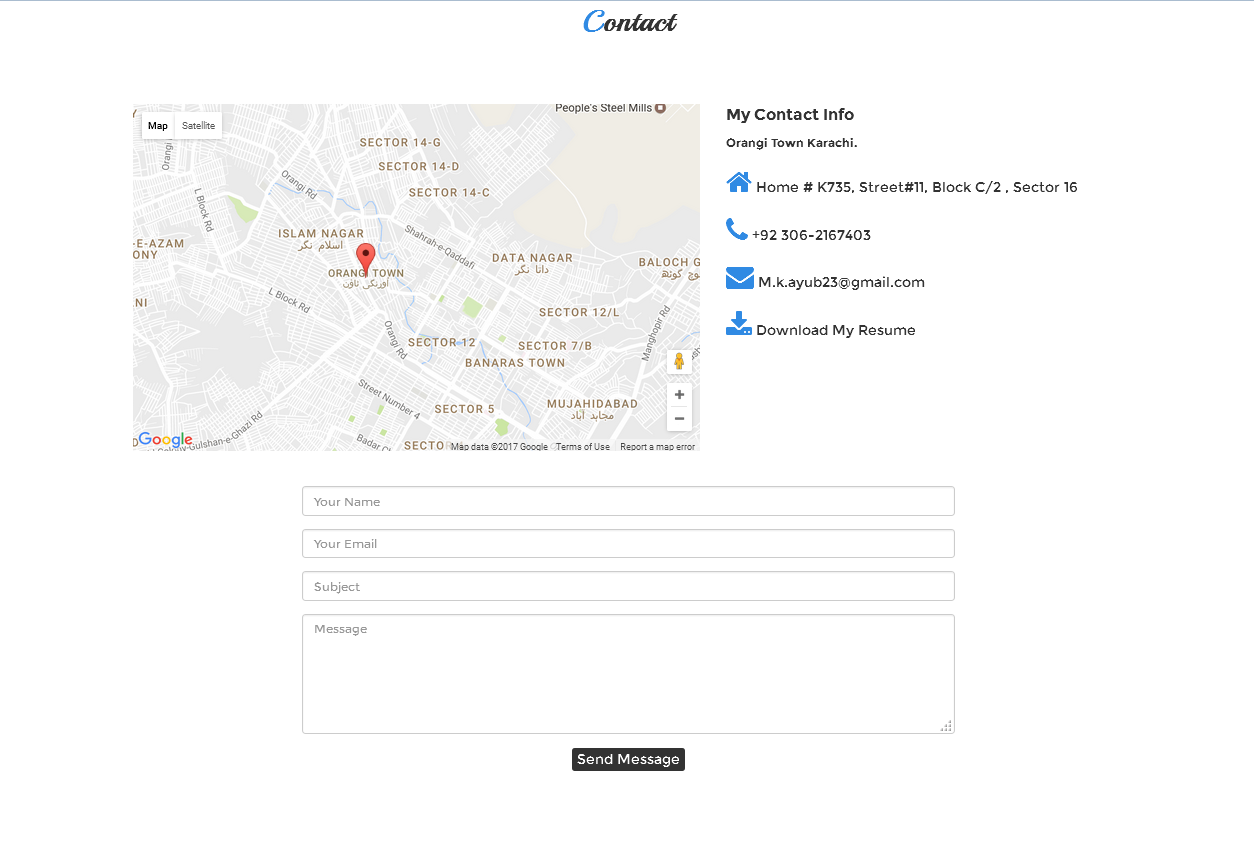 Contact
People's Steel Mills
Map Satellite
Orangi
SECTOR 14-G
SECTOR 14-D
Orangi Rd
SECTOR 14-C
L Block Rd
ISLAM NAGAR
اسلام نگر
Shahrah-e-Qaddafi
-E-AZAM
ONY
DATA NAGAR
داتا نگر
BALOCH G
ORANGI TOWN
اورنگی ٹاؤن
NI
L Block Rd
SECTOR 12/L
Manghopir Rd
Orangi Rd
SECTOR 12
SECTOR 7/B
BANARAS TOWN
Street Number 4
SECTOR 5
MUJAHIDABAD
مجاہد آباد
Google
-Gulshan-e-Ghazi Rd
Badar
SECTO
Map data ©2017 Google Terms of Use Report a map error
My Contact Info
Orangi Town Karachi.
Home # K735, Street#11, Block C/2 , Sector 16
+92 306-2167403
M.k.ayub23@gmail.com
Download My Resume
Your Name
Your Email
Subject
Message
Send Message